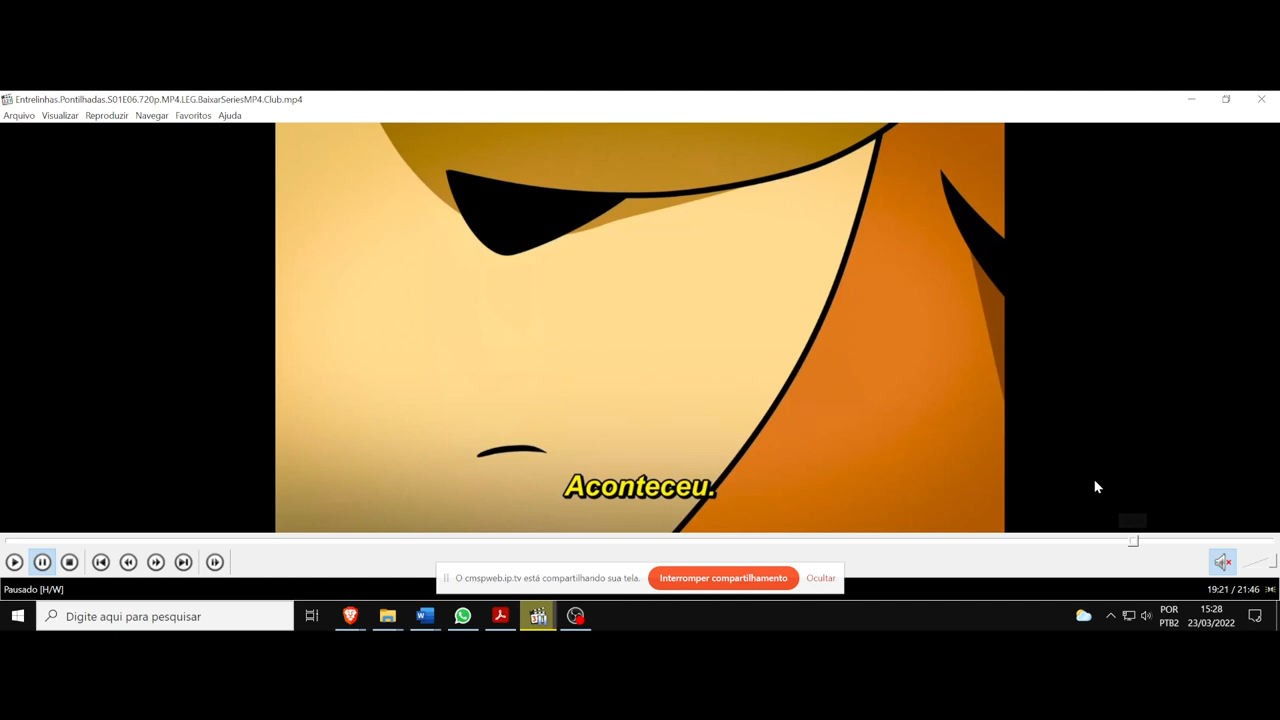 Entrelinhas.Pontilhadas.S01E06.720p.MP4.LEG.BaixarSeriesMP4.Club.mp4
Arquivo Visualizar Reproduzir Navegar Favoritos Ajuda
Aconteceu.
O cmspweb.ip.tv está compartilhando sua tela. Interromper compartilhamento Ocultar
Pausado [H/W] 19:21 / 21:46
Digite aqui para pesquisar
POR 15:28
PTB2 23/03/2022